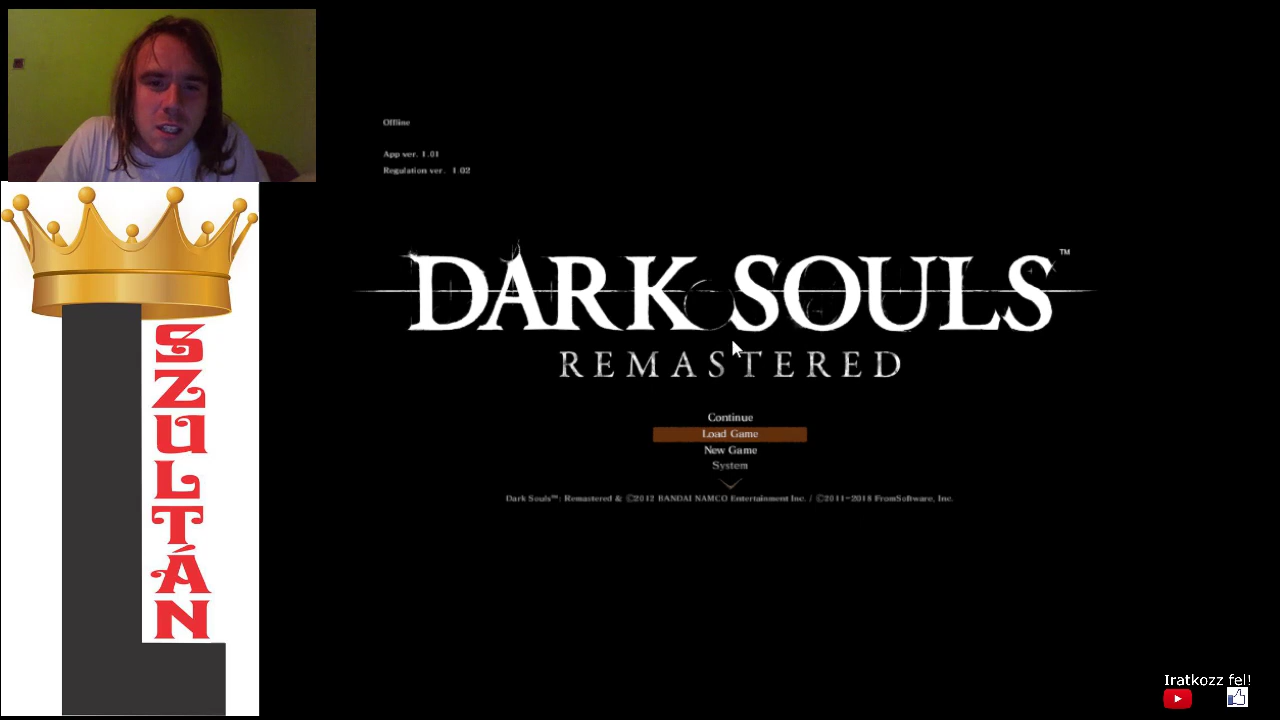 Offline
App ver. 1.01
Regulation ver. 1.02
DARK SOULS™
REMASTERED
Continue
Load Game
New Game
System
Dark Souls™: Remastered & ©2012 BANDAI NAMCO Entertainment Inc. / ©2011-2018 FromSoftware, Inc.
SZULTÁN
Iratkozz fel!